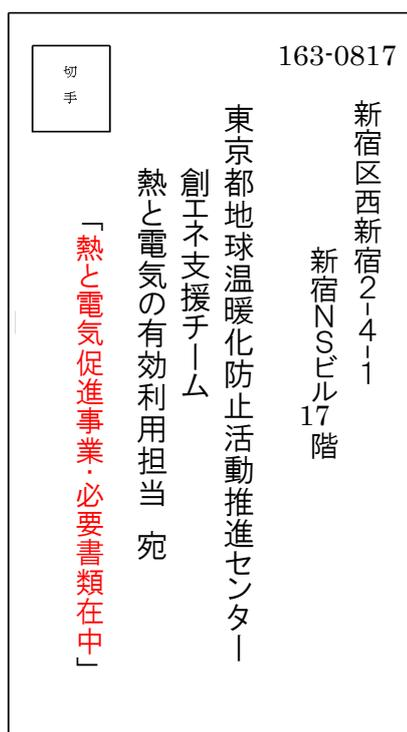 163-0817
切
手
新宿区西新宿2-4-1
新宿NSビル17階
東京都地球温暖化防止活動推進センター
創エネ支援チーム
熱と電気の有効利用担当 宛
「熱と電気促進事業・必要書類在中」